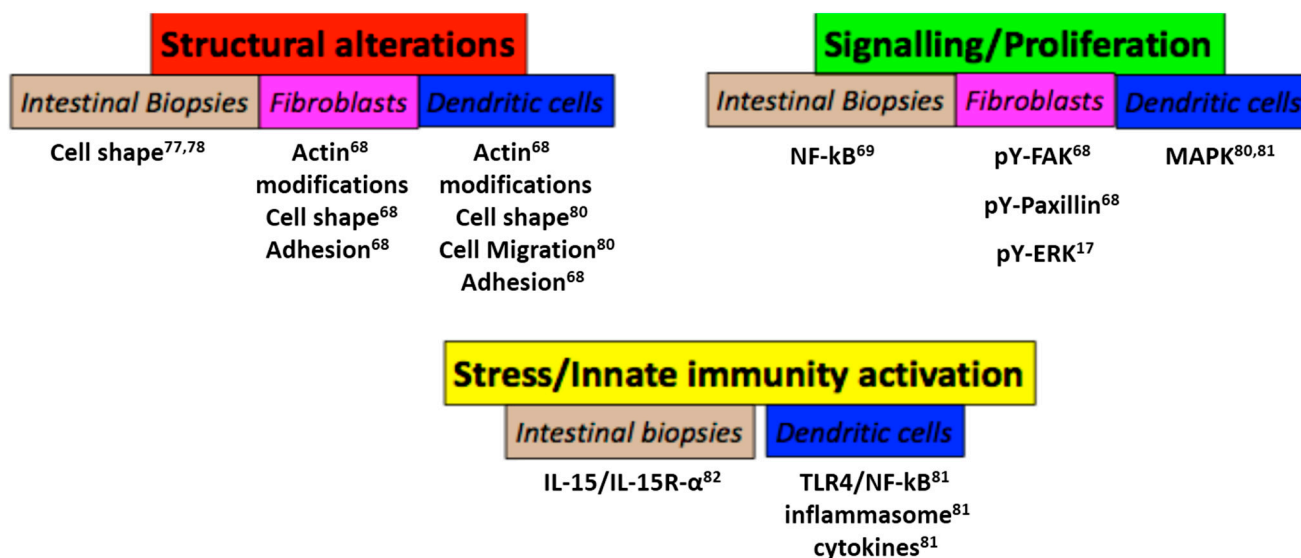 Structural alterations
Intestinal Biopsies Fibroblasts Dendritic cells
Cell shape⁷⁷,⁷⁸
Actin⁶⁸
modifications
Cell shape⁶⁸
Adhesion⁶⁸
Actin⁶⁸
modifications
Cell shape⁸⁰
Cell Migration⁸⁰
Adhesion⁶⁸
Signalling/Proliferation
Intestinal Biopsies Fibroblasts Dendritic cells
NF-kB⁶⁹
pY-FAK⁶⁸
pY-Paxillin⁶⁸
pY-ERK¹⁷
MAPK⁸⁰,⁸¹
Stress/Innate immunity activation
Intestinal biopsies Dendritic cells
IL-15/IL-15R-α⁸²
TLR4/NF-kB⁸¹
inflammasome⁸¹
cytokines⁸¹